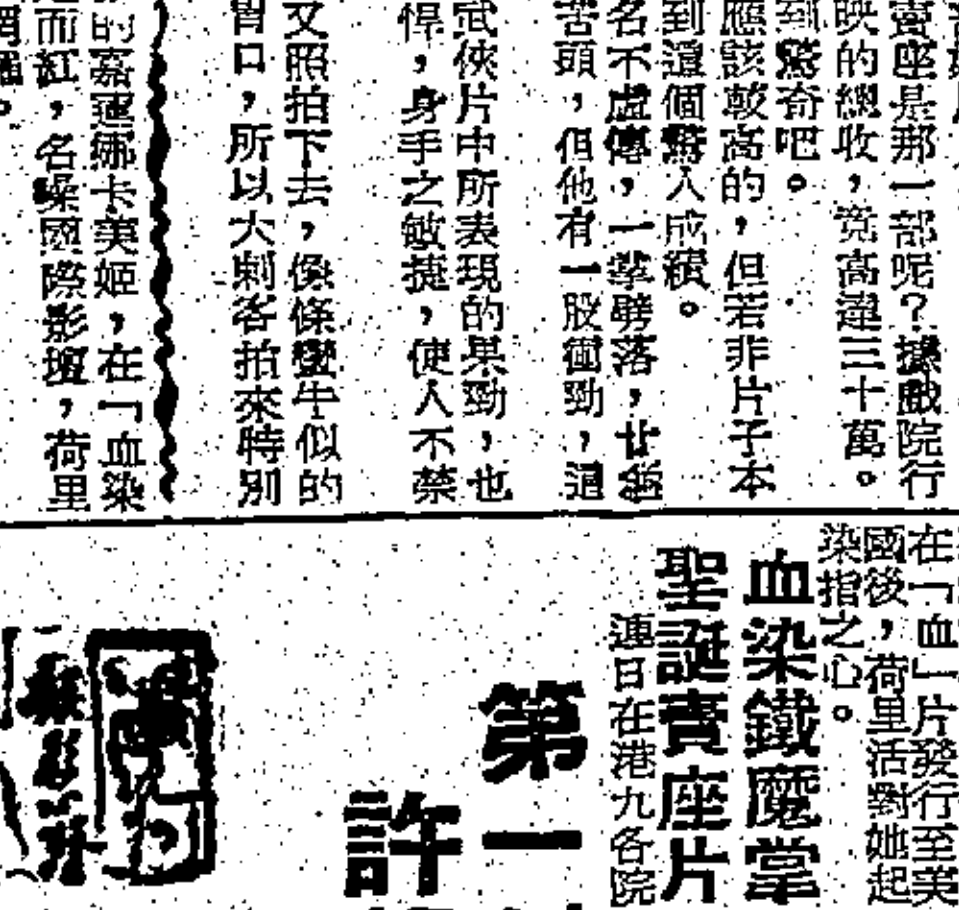 賣座是那一部呢？據戲院行
映的總收，竟高達三十萬。
到驚奇吧。
應該較高的，但若非片子本
到這個驚人成績。
名不虛傳，一掌劈落，廿
苦頭，但他有一股衝勁，這
武俠片中所表現的果勁，也
悍，身手之敏捷，使人不禁
又照拍下去，像條蠻牛似的
胃口，所以大刺客拍來特別
的嘉蓮娜卡美姬，在「血染
而紅，名噪國際影壇，荷里
在「血」片發行至美
國後，荷里活對她起
染指之心。
血染鐵魔掌
聖誕賣座片
連日在港九各院
第一
許